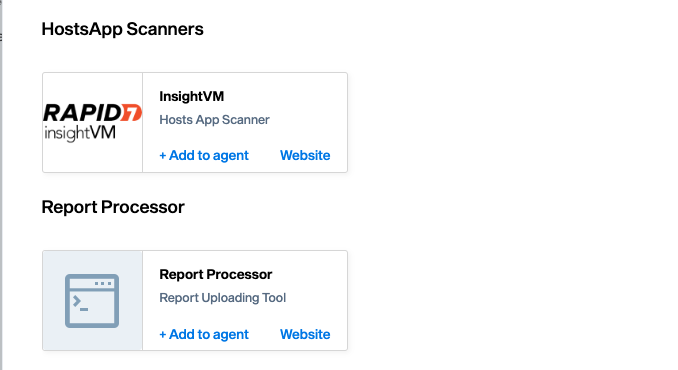 HostsApp Scanners
RAPID7
insightVM
InsightVM
Hosts App Scanner
+ Add to agent Website
Report Processor
Report Processor
Report Uploading Tool
+ Add to agent Website